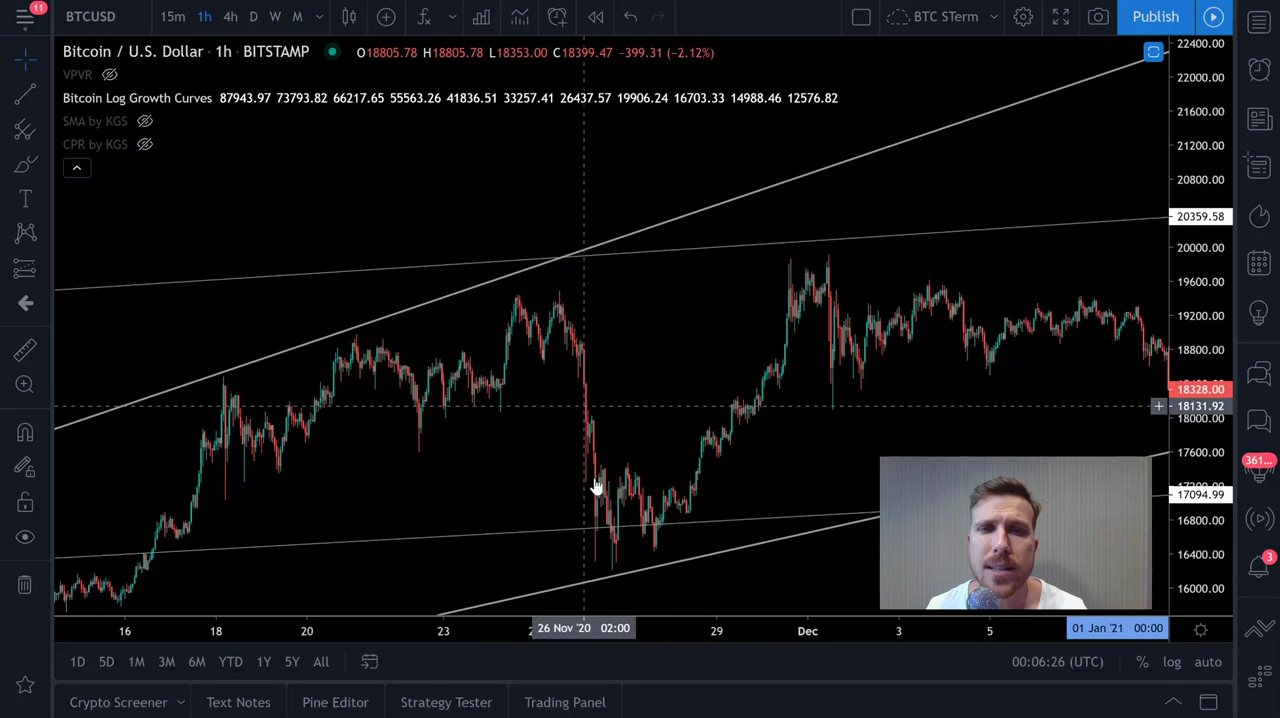 11
BTCUSD 15m 1h 4h D W M BTC STerm Publish
Bitcoin / U.S. Dollar · 1h · BITSTAMP O18805.78 H18805.78 L18353.00 C18399.47 −399.31 (−2.12%)
VPVR
Bitcoin Log Growth Curves 87943.97 73793.82 66217.65 55563.26 41836.51 33257.41 26437.57 19906.24 16703.33 14988.46 12576.82
SMA by KGS
CPR by KGS
22400.00
22000.00
21600.00
21200.00
20800.00
20359.58
20000.00
19600.00
19200.00
18800.00
18328.00
18131.92
18000.00
17600.00
17094.99
16800.00
16400.00
16000.00
361...
3
16 18 20 23 26 Nov '20 02:00 29 Dec 3 5 01 Jan '21 00:00
1D 5D 1M 3M 6M YTD 1Y 5Y All 00:06:26 (UTC) % log auto
Crypto Screener Text Notes Pine Editor Strategy Tester Trading Panel